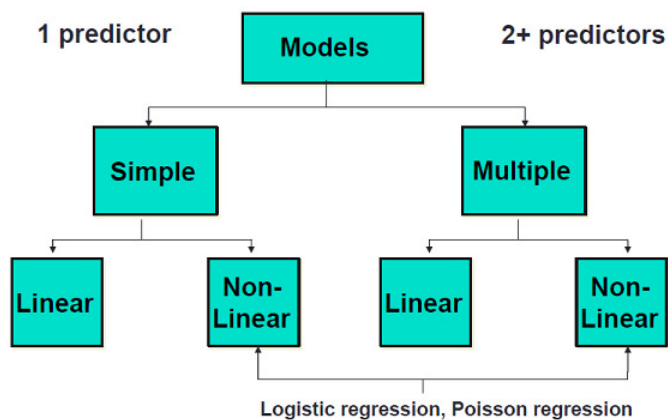 1 predictor
Models
2+ predictors
Simple
Multiple
Linear
Non-
Linear
Linear
Non-
Linear
Logistic regression, Poisson regression